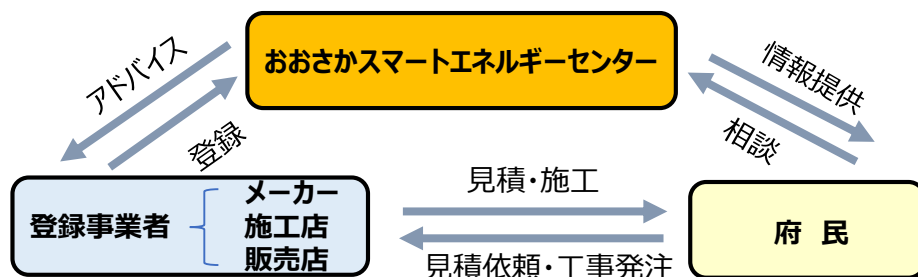 おおさかスマートエネルギーセンター
アドバイス
登録
情報提供
相談
登録事業者
メーカー
施工店
販売店
見積・施工
見積依頼・工事発注
府 民